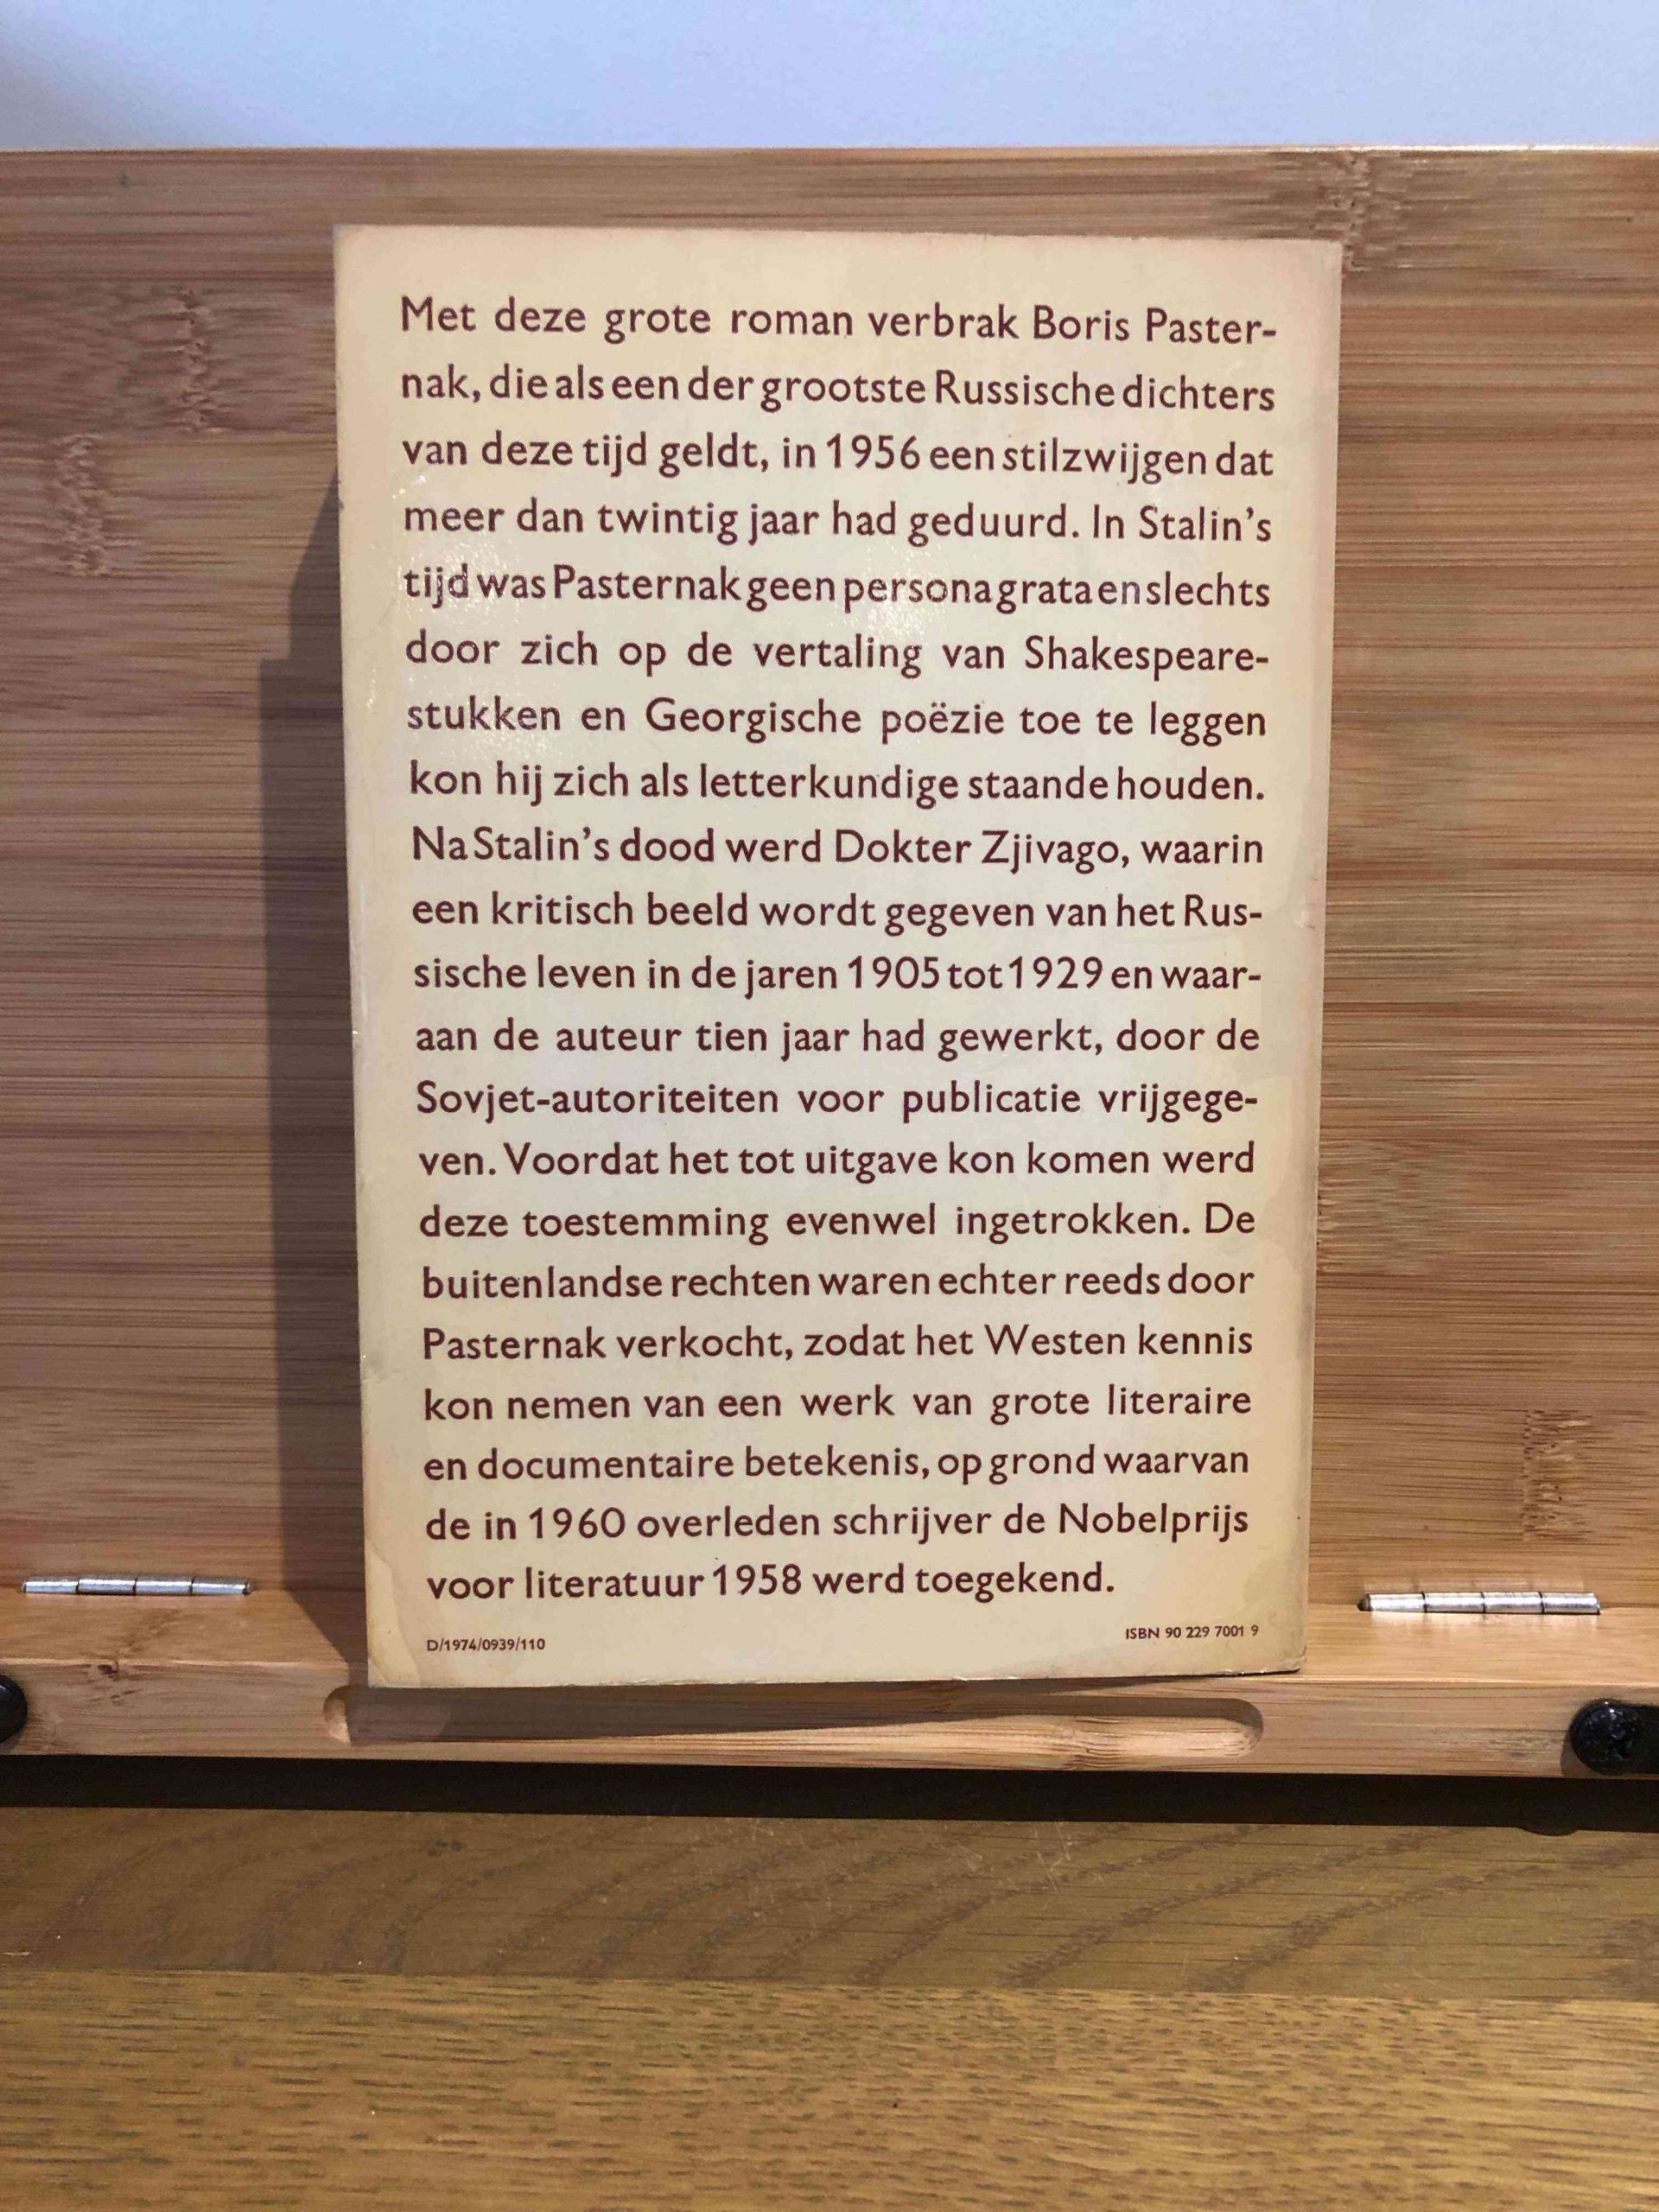 Met deze grote roman verbrak Boris Paster-
nak, die als een der grootste Russische dichters
van deze tijd geldt, in 1956 een stilzwijgen dat
meer dan twintig jaar had geduurd. In Stalin's
tijd was Pasternak geen persona grata en slechts
door zich op de vertaling van Shakespeare-
stukken en Georgische poëzie toe te leggen
kon hij zich als letterkundige staande houden.
Na Stalin's dood werd Dokter Zjivago, waarin
een kritisch beeld wordt gegeven van het Rus-
sische leven in de jaren 1905 tot 1929 en waar-
aan de auteur tien jaar had gewerkt, door de
Sovjet-autoriteiten voor publicatie vrijgege-
ven. Voordat het tot uitgave kon komen werd
deze toestemming evenwel ingetrokken. De
buitenlandse rechten waren echter reeds door
Pasternak verkocht, zodat het Westen kennis
kon nemen van een werk van grote literaire
en documentaire betekenis, op grond waarvan
de in 1960 overleden schrijver de Nobelprijs
voor literatuur 1958 werd toegekend.
D/1974/0939/110
ISBN 90 229 7001 9